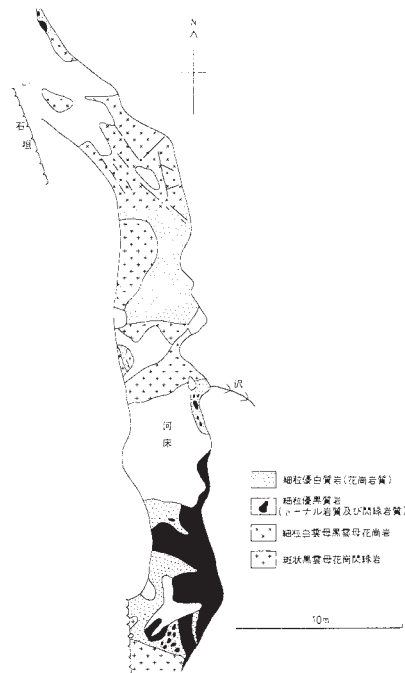 N
石垣
沢
河床
細粒優白質岩(花崗岩質)
細粒優黒質岩
(トーナル岩質及び閃緑岩質)
細粒白雲母黒雲母花崗岩
斑状黒雲母花崗閃緑岩
10m